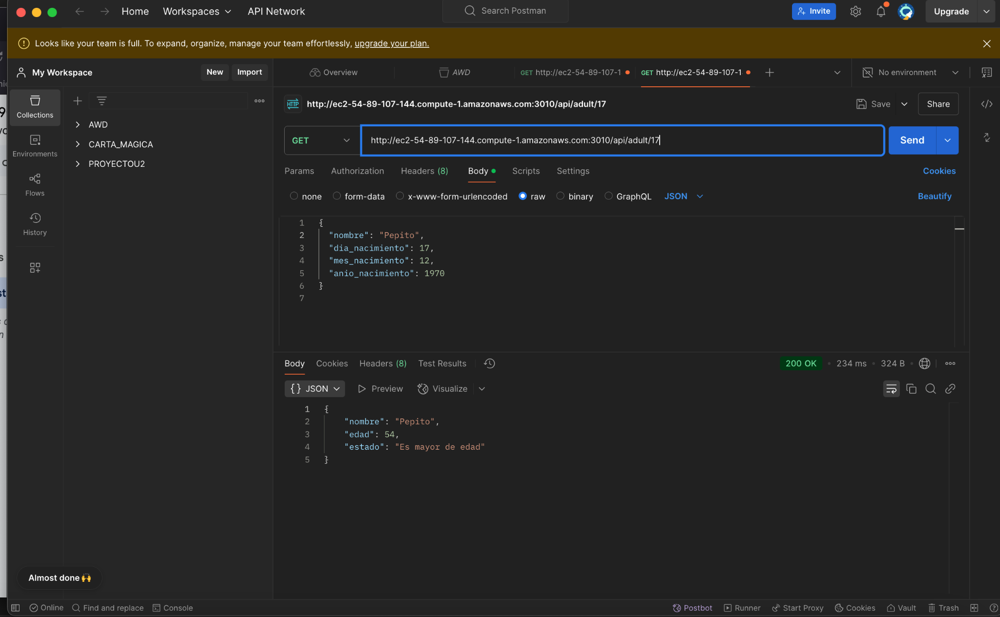 Home Workspaces API Network Search Postman Invite Upgrade
Looks like your team is full. To expand, organize, manage your team effortlessly, upgrade your plan.
My Workspace New Import Overview AWD GET http://ec2-54-89-107-1 GET http://ec2-54-89-107-1 No environment
Collections
AWD
CARTA_MAGICA
PROYECTOU2
Environments
Flows
History
http://ec2-54-89-107-144.compute-1.amazonaws.com:3010/api/adult/17 Save Share
GET http://ec2-54-89-107-144.compute-1.amazonaws.com:3010/api/adult/17 Send
Params Authorization Headers (8) Body Scripts Settings Cookies
none form-data x-www-form-urlencoded raw binary GraphQL JSON Beautify
1 {
2 "nombre": "Pepito",
3 "dia_nacimiento": 17,
4 "mes_nacimiento": 12,
5 "anio_nacimiento": 1970
6 }
7
Body Cookies Headers (8) Test Results 200 OK • 234 ms • 324 B •
{} JSON Preview Visualize
1 {
2 "nombre": "Pepito",
3 "edad": 54,
4 "estado": "Es mayor de edad"
5 }
Almost done 🙌
Online Find and replace Console Postbot Runner Start Proxy Cookies Vault Trash